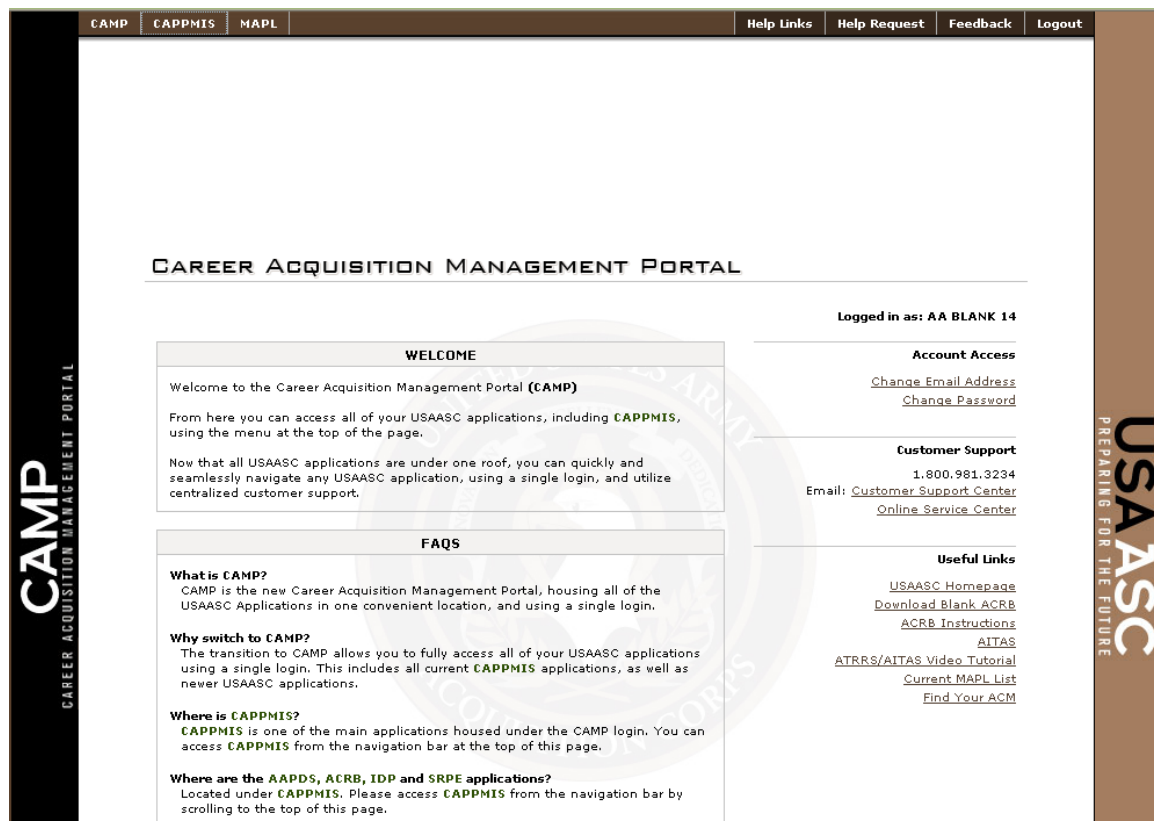 CAMP CAPPMIS MAPL Help Links Help Request Feedback Logout
CAREER ACQUISITION MANAGEMENT PORTAL
Logged in as: AA BLANK 14
WELCOME
Welcome to the Career Acquisition Management Portal (CAMP)
From here you can access all of your USAASC applications, including CAPPMIS,
using the menu at the top of the page.
Now that all USAASC applications are under one roof, you can quickly and
seamlessly navigate any USAASC application, using a single login, and utilize
centralized customer support.
FAQS
What is CAMP?
CAMP is the new Career Acquisition Management Portal, housing all of the
USAASC Applications in one convenient location, and using a single login.
Why switch to CAMP?
The transition to CAMP allows you to fully access all of your USAASC applications
using a single login. This includes all current CAPPMIS applications, as well as
newer USAASC applications.
Where is CAPPMIS?
CAPPMIS is one of the main applications housed under the CAMP login. You can
access CAPPMIS from the navigation bar at the top of this page.
Where are the AAPDS, ACRB, IDP and SRPE applications?
Located under CAPPMIS. Please access CAPPMIS from the navigation bar by
scrolling to the top of this page.
Account Access
Change Email Address
Change Password
Customer Support
1.800.981.3234
Email: Customer Support Center
Online Service Center
Useful Links
USAASC Homepage
Download Blank ACRB
ACRB Instructions
AITAS
ATRRS/AITAS Video Tutorial
Current MAPL List
Find Your ACM
CAMP
CAREER ACQUISITION MANAGEMENT PORTAL
USAASC
PREPARING FOR THE FUTURE
UNITED STATES ARMY
ACQUISITION CORPS